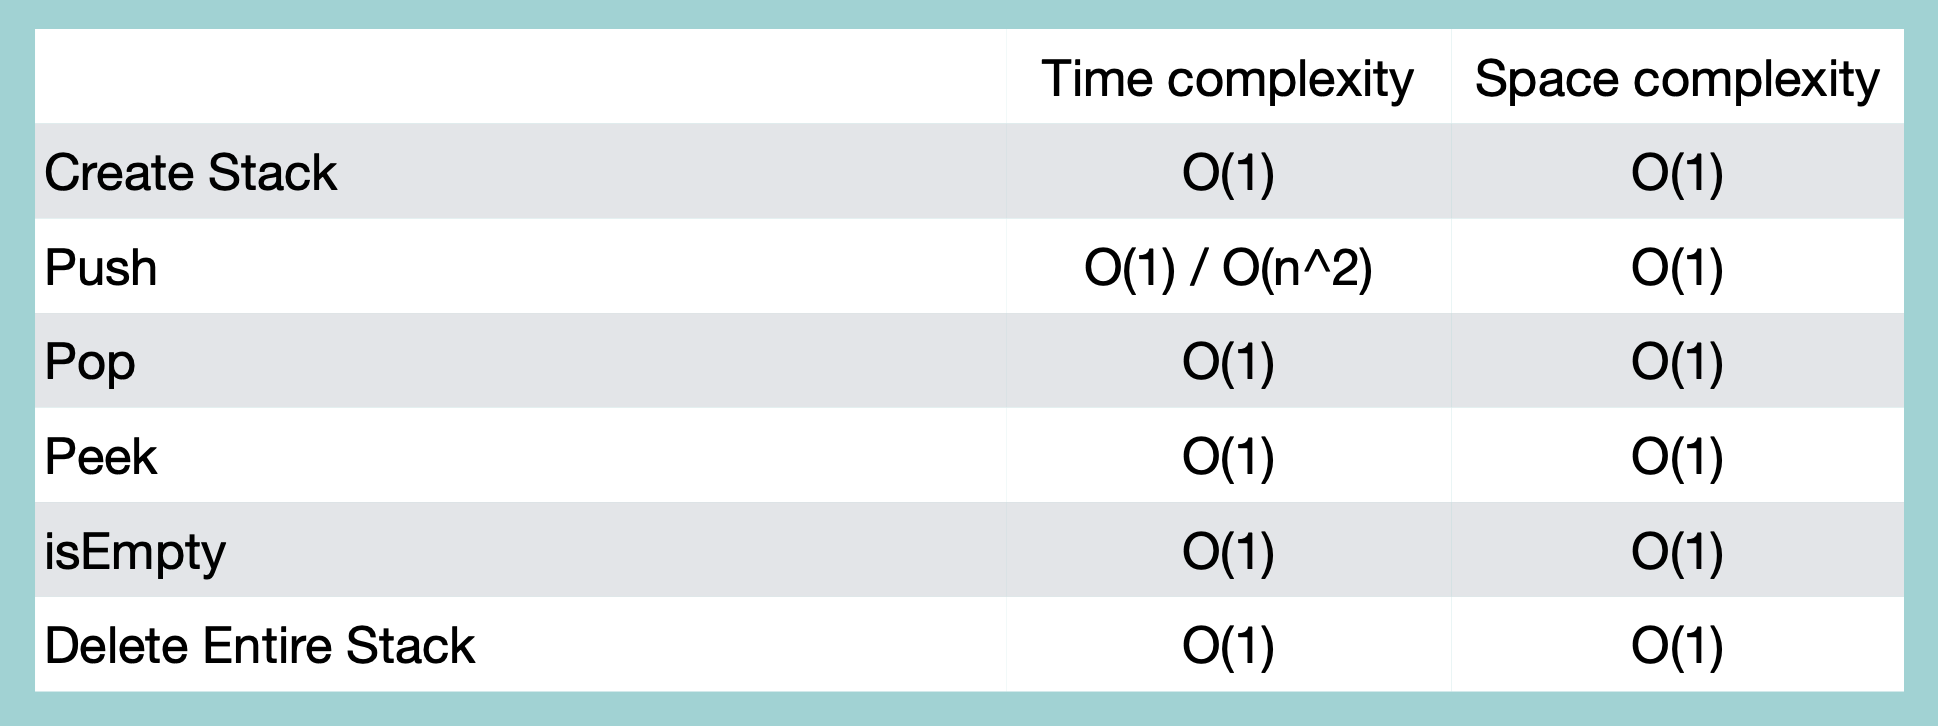 Time complexity Space complexity
Create Stack O(1) O(1)
Push O(1) / O(n^2) O(1)
Pop O(1) O(1)
Peek O(1) O(1)
isEmpty O(1) O(1)
Delete Entire Stack O(1) O(1)